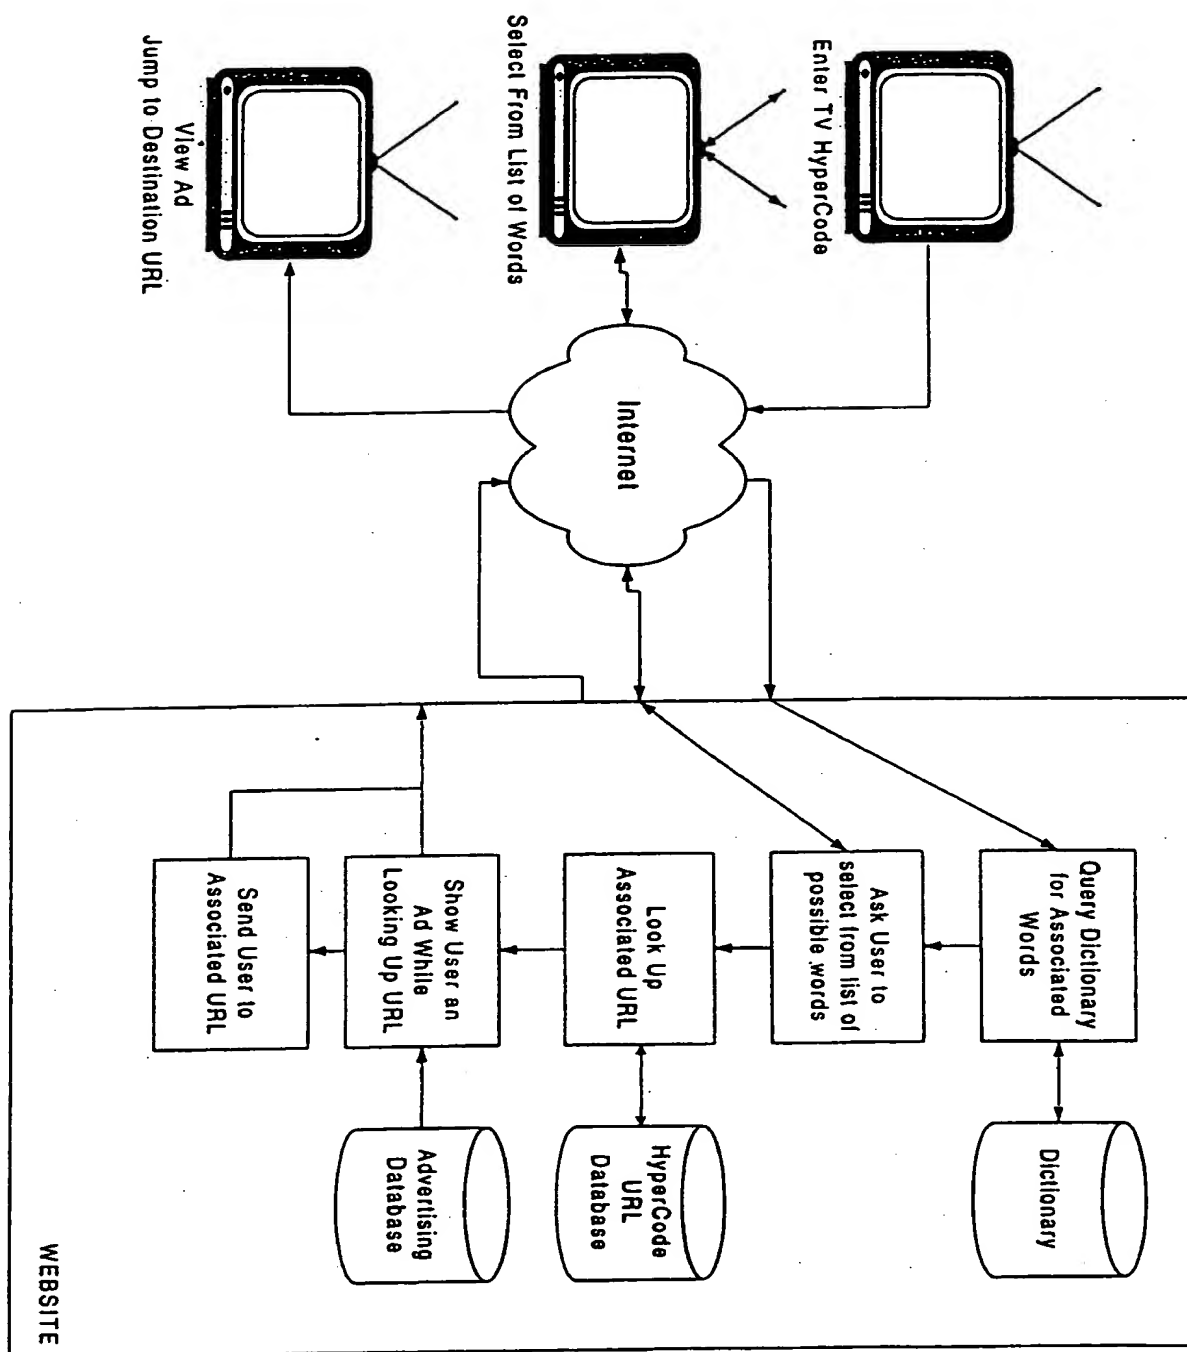 Enter TV HyperCode
Select From List of Words
View Ad
Jump to Destination URL
Internet
Query Dictionary
for Associated
Words
Dictionary
Ask User to
select from list of
possible words
Look Up
Associated URL
HyperCode
URL
Database
Show User an
Ad While
Looking Up URL
Advertising
Database
Send User to
Associated URL
WEBSITE